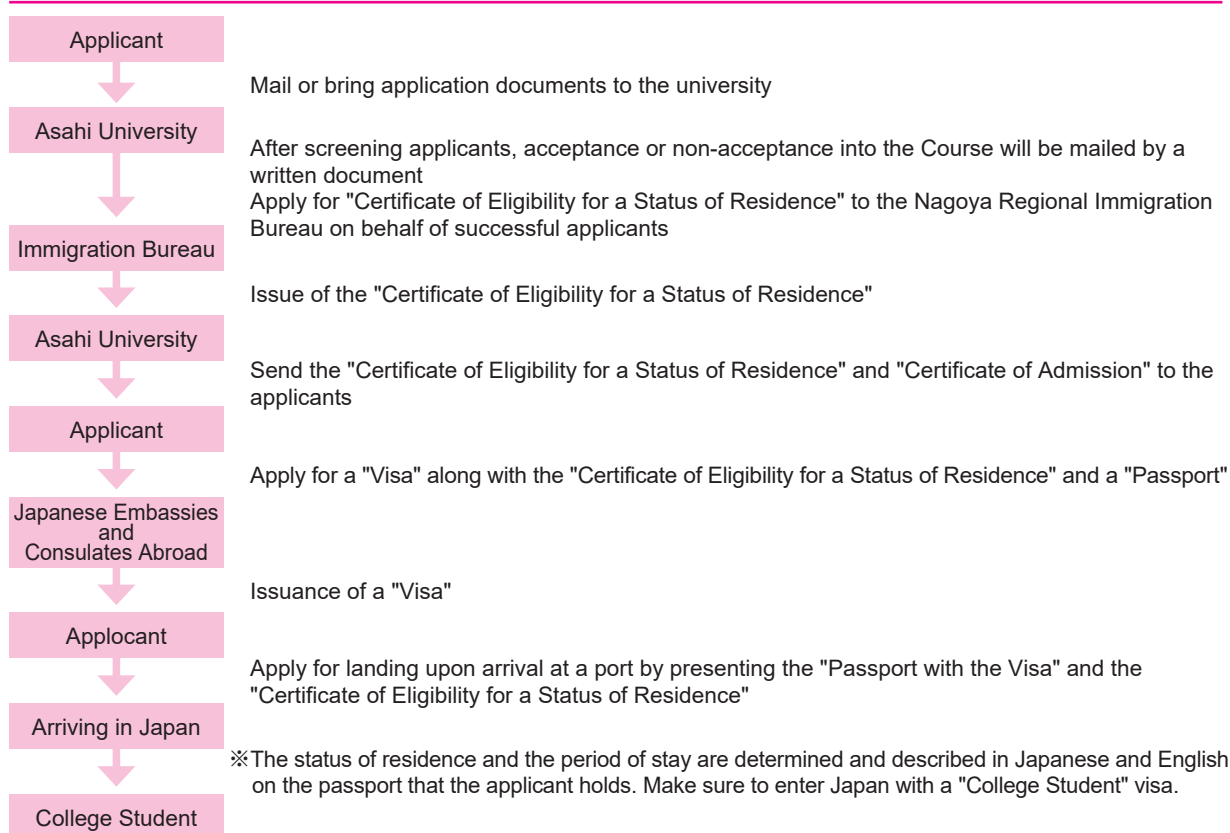 Applicant
Mail or bring application documents to the university
Asahi University
After screening applicants, acceptance or non-acceptance into the Course will be mailed by a
written document
Apply for "Certificate of Eligibility for a Status of Residence" to the Nagoya Regional Immigration
Bureau on behalf of successful applicants
Immigration Bureau
Issue of the "Certificate of Eligibility for a Status of Residence"
Asahi University
Send the "Certificate of Eligibility for a Status of Residence" and "Certificate of Admission" to the
applicants
Applicant
Apply for a "Visa" along with the "Certificate of Eligibility for a Status of Residence" and a "Passport"
Japanese Embassies
and
Consulates Abroad
Issuance of a "Visa"
Applocant
Apply for landing upon arrival at a port by presenting the "Passport with the Visa" and the
"Certificate of Eligibility for a Status of Residence"
Arriving in Japan
※The status of residence and the period of stay are determined and described in Japanese and English
on the passport that the applicant holds. Make sure to enter Japan with a "College Student" visa.
College Student